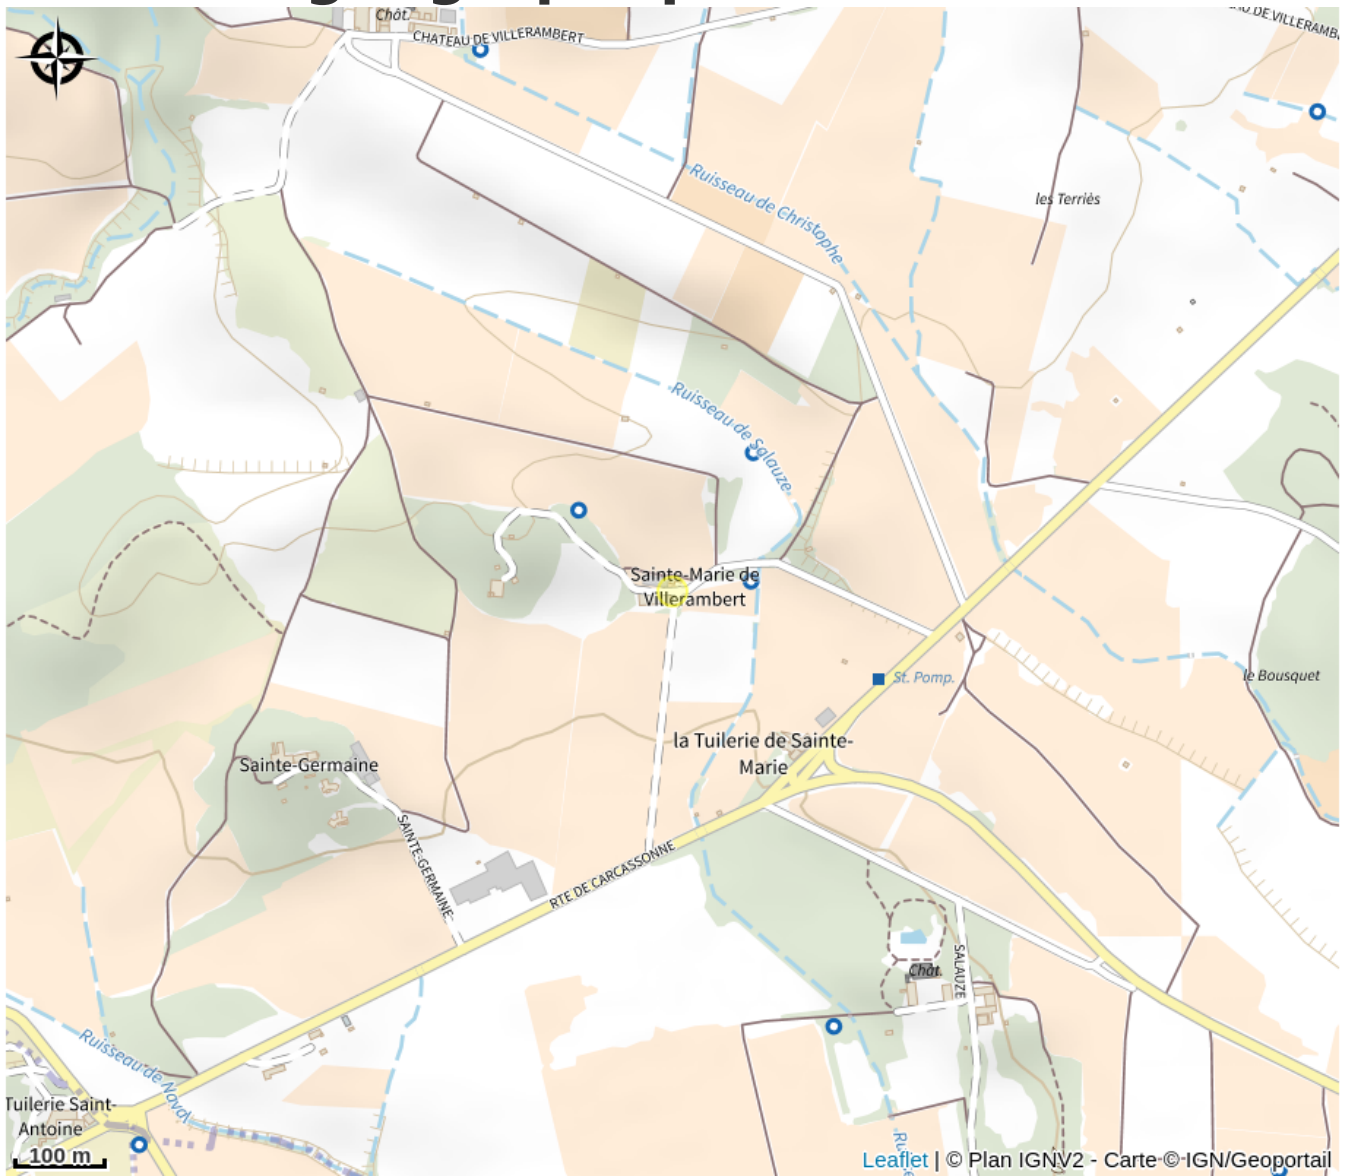 Chât.
CHATEAU DE VILLERAMBERT
Ruisseau de Christophe
les Terriès
Ruisseau de Salauze
Sainte-Marie de
Villerambert
St. Pomp.
le Bousquet
la Tuilerie de Sainte-
Marie
Sainte-Germaine
SAINTE-GERMAINE
RTE DE CARCASSONNE
Chât.
SALAUZE
Ruisseau de Naval
Tuilerie Saint-
Antoine
100 m
Leaflet | © Plan IGNV2 - Carte © IGN/Geoportail